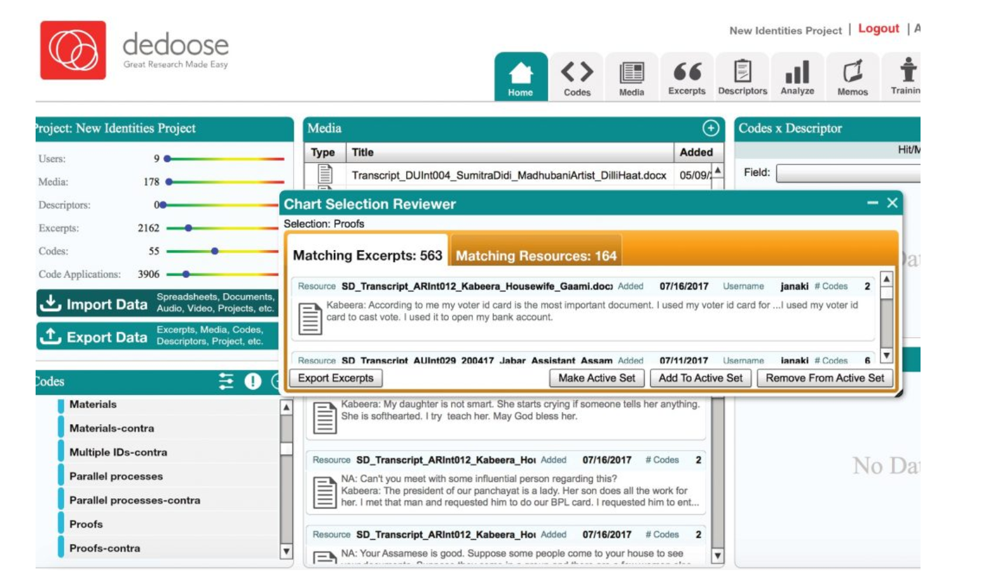 dedoose
Great Research Made Easy
New Identities Project | Logout | A
Home
Codes
Media
Excerpts
Descriptors
Analyze
Memos
Trainin
Project: New Identities Project
Users: 9
Media: 178
Descriptors: 0
Excerpts: 2162
Codes: 55
Code Applications: 3906
Import Data Spreadsheets, Documents,
Audio, Video, Projects, etc.
Export Data Excerpts, Media, Codes,
Descriptors, Project, etc.
Codes
Materials
Materials-contra
Multiple IDs-contra
Parallel processes
Parallel processes-contra
Proofs
Proofs-contra
Media
Type Title Added
Transcript_DUInt004_SumitraDidi_MadhubaniArtist_DilliHaat.docx 05/09/
Codes x Descriptor
Hit/M
Field:
Chart Selection Reviewer
Selection: Proofs
Matching Excerpts: 563 Matching Resources: 164
Resource SD_Transcript_ARInt012_Kabeera_Housewife_Gaami.doc Added 07/16/2017 Username janaki # Codes 2
Kabeera: According to me my voter id card is the most important document. I used my voter id card for ...I used my voter id
card to cast vote. I used it to open my bank account.
Resource SD_Transcript_AUInt029_200417_Jabar_Assistant_Assam Added 07/11/2017 Username janaki # Codes 6
Export Excerpts Make Active Set Add To Active Set Remove From Active Set
Kabeera: My daughter is not smart. She starts crying if someone tells her anything.
She is softhearted. I try teach her. May God bless her.
Resource SD_Transcript_ARInt012_Kabeera_Hou Added 07/16/2017 # Codes 2
NA: Can't you meet with some influential person regarding this?
Kabeera: The president of our panchayat is a lady. Her son does all the work for
her. I met that man and requested him to do our BPL card. I requested him to ent...
Resource SD_Transcript_ARInt012_Kabeera_Hou Added 07/16/2017 # Codes 2
NA: Your Assamese is good. Suppose some people come to your house to see
No Da